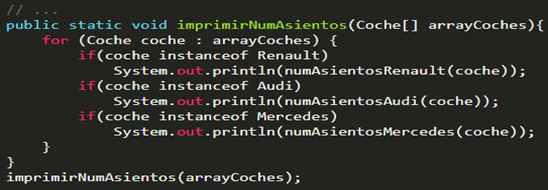 // ...
public static void imprimirNumAsientos(Coche[] arrayCoches){
    for (Coche coche : arrayCoches) {
        if(coche instanceof Renault)
            System.out.println(numAsientosRenault(coche));
        if(coche instanceof Audi)
            System.out.println(numAsientosAudi(coche));
        if(coche instanceof Mercedes)
            System.out.println(numAsientosMercedes(coche));
    }
}
imprimirNumAsientos(arrayCoches);